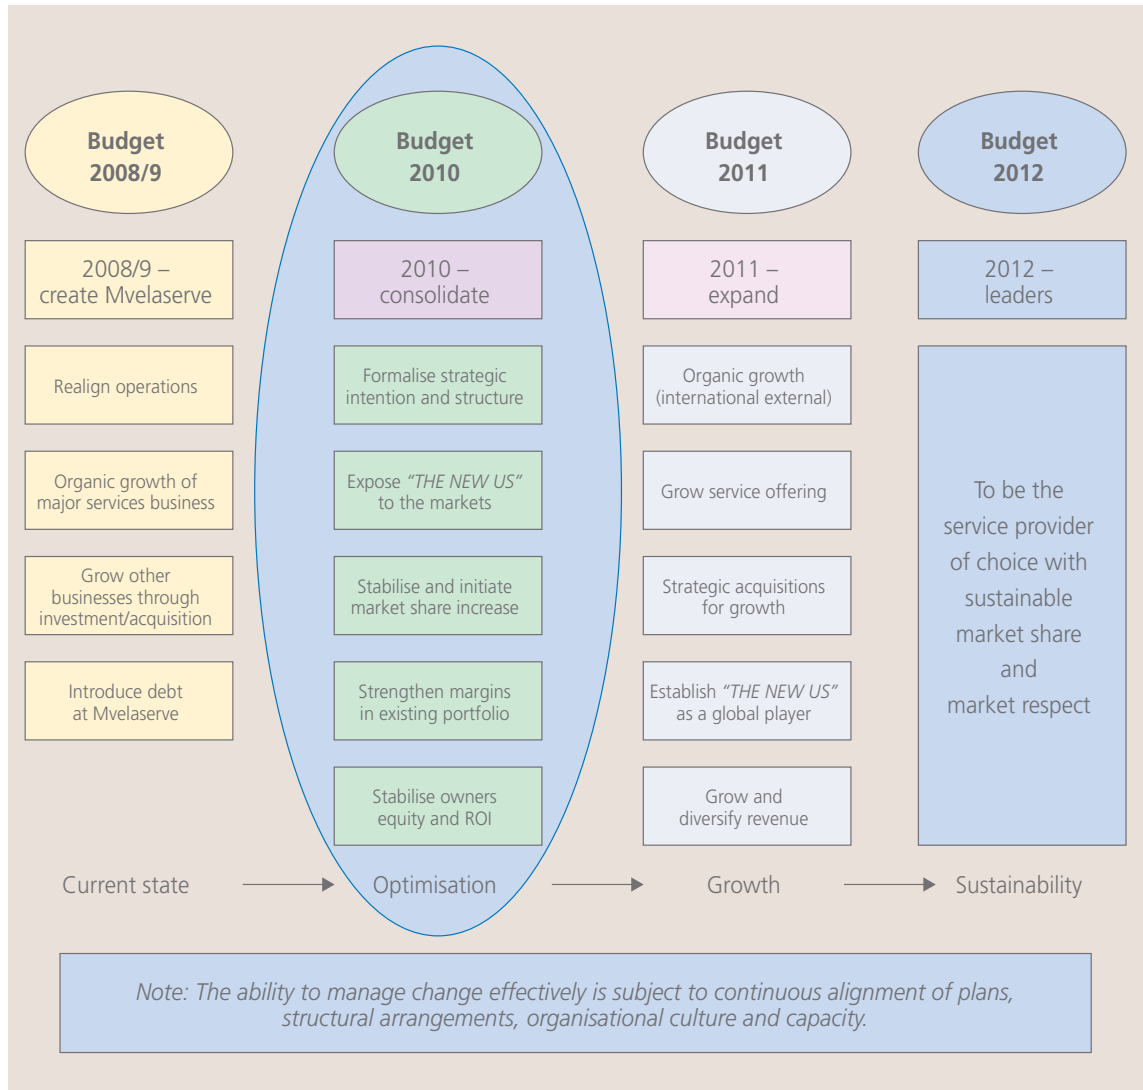 Budget
2008/9
Budget
2010
Budget
2011
Budget
2012
2008/9 –
create Mvelaserve
2010 –
consolidate
2011 –
expand
2012 –
leaders
Realign operations
Organic growth of
major services business
Grow other
businesses through
investment/acquisition
Introduce debt
at Mvelaserve
Formalise strategic
intention and structure
Expose "THE NEW US"
to the markets
Stabilise and initiate
market share increase
Strengthen margins
in existing portfolio
Stabilise owners
equity and ROI
Organic growth
(international external)
Grow service offering
Strategic acquisitions
for growth
Establish "THE NEW US"
as a global player
Grow and
diversify revenue
To be the
service provider
of choice with
sustainable
market share
and
market respect
Current state
Optimisation
Growth
Sustainability
Note: The ability to manage change effectively is subject to continuous alignment of plans,
structural arrangements, organisational culture and capacity.